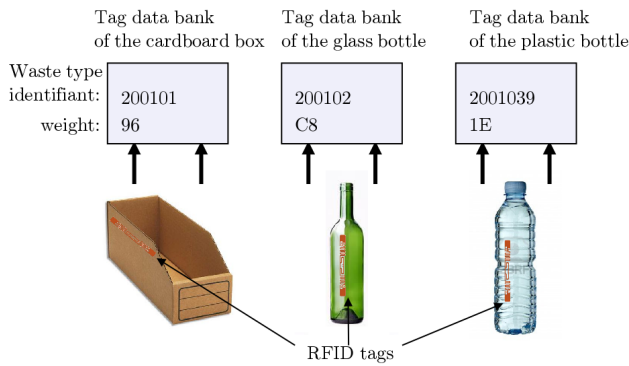 Tag data bank
of the cardboard box
Tag data bank
of the glass bottle
Tag data bank
of the plastic bottle
Waste type
identifiant:
200101
200102
2001039
weight:
96
C8
1E
RFID tags